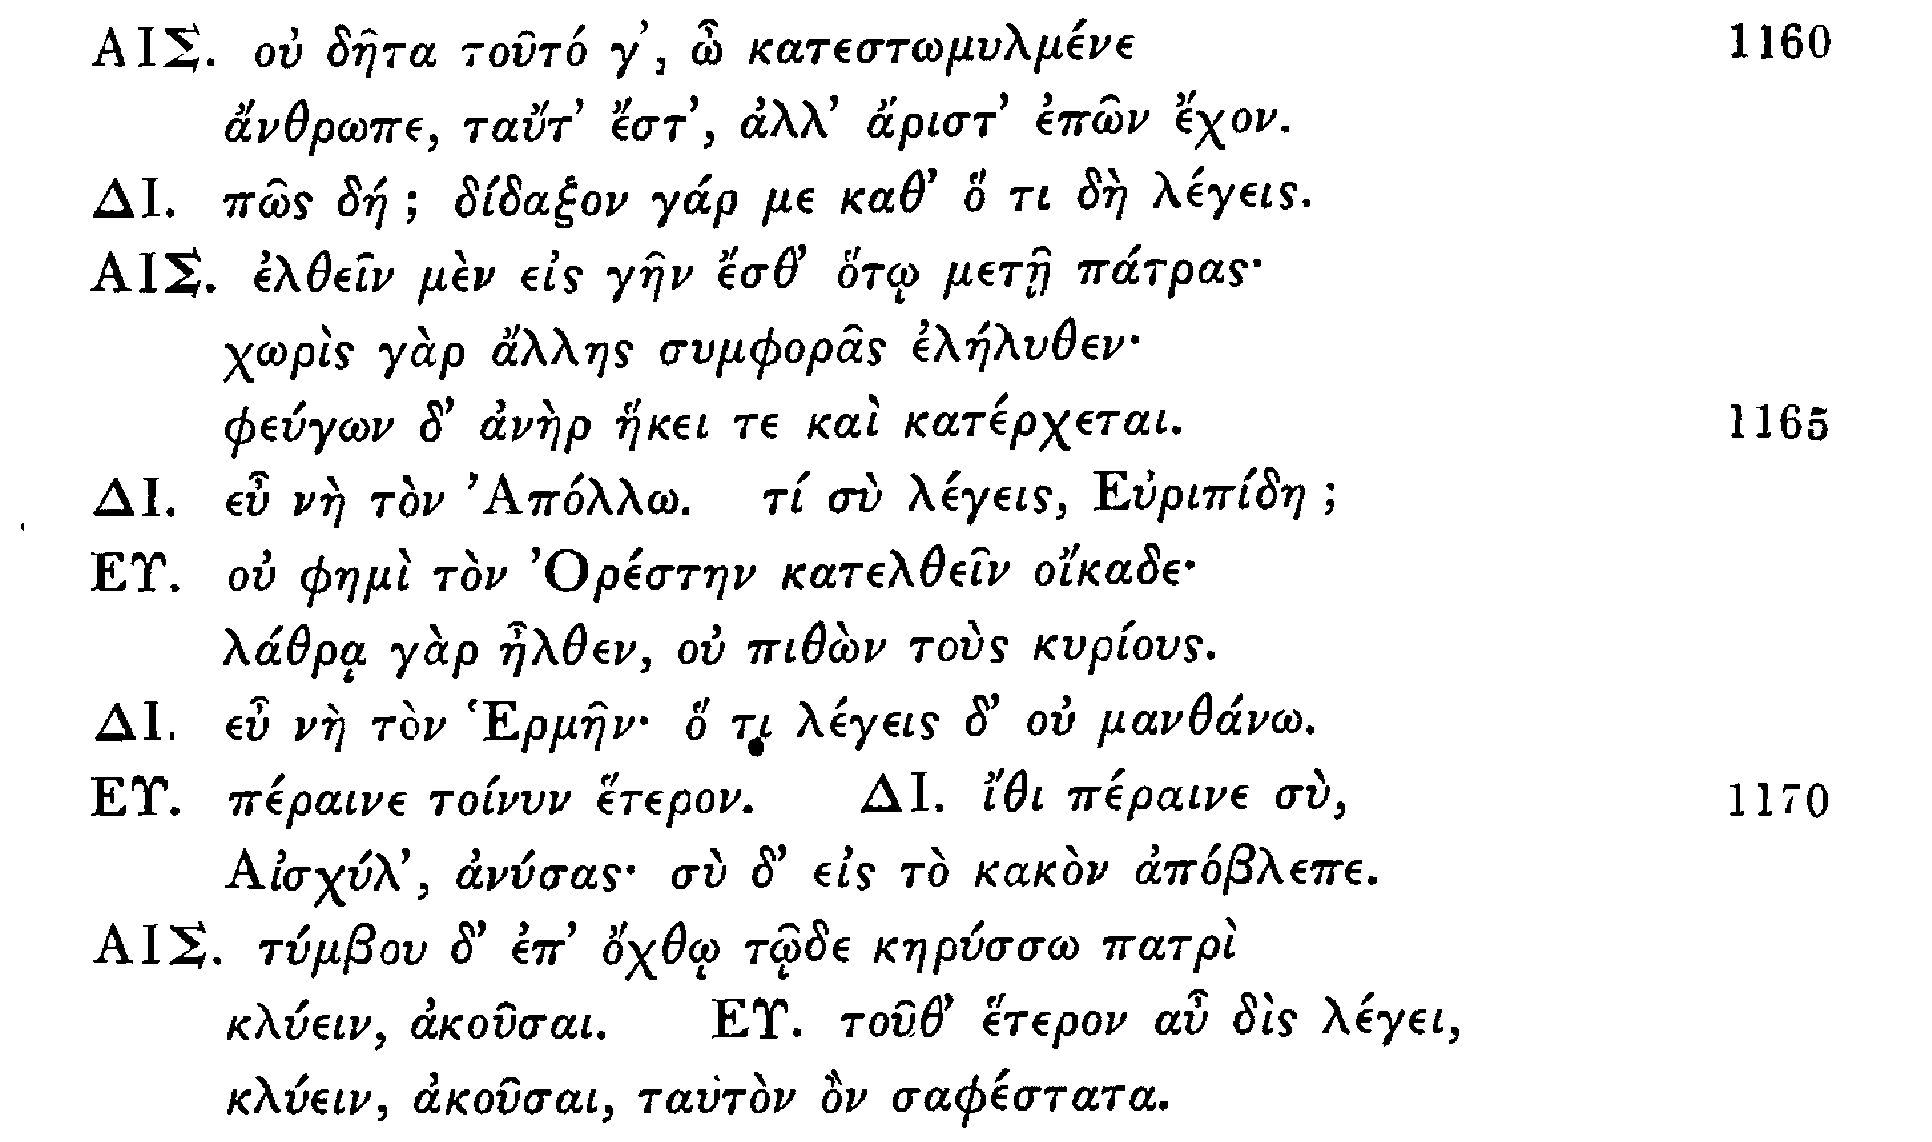 ΑΙΣ. οὐ δῆτα τοῦτό γ’, ὦ κατεστωμυλμένε 1160
ἄνθρωπε, ταὔτ’ ἔστ’, ἀλλ’ ἄριστ’ ἐπῶν ἔχον.
ΔΙ. πῶς δή; δίδαξον γάρ με καθ’ ὅ τι δὴ λέγεις.
ΑΙΣ. ἐλθεῖν μὲν εἰς γῆν ἔσθ’ ὅτῳ μετῇ πάτρας·
χωρὶς γὰρ ἄλλης συμφορᾶς ἐλήλυθεν·
φεύγων δ’ ἀνὴρ ἥκει τε καὶ κατέρχεται. 1165
ΔΙ. εὖ νὴ τὸν Ἀπόλλω. τί σὺ λέγεις, Εὐριπίδη;
ΕΥ. οὐ φημὶ τὸν Ὀρέστην κατελθεῖν οἴκαδε·
λάθρᾳ γὰρ ἦλθεν, οὐ πιθὼν τοὺς κυρίους.
ΔΙ. εὖ νὴ τὸν Ἑρμῆν· ὅ τι λέγεις δ’ οὐ μανθάνω.
ΕΥ. πέραινε τοίνυν ἕτερον. ΔΙ. ἴθι πέραινε σὺ, 1170
Αἰσχύλ’, ἀνύσας· σὺ δ’ εἰς τὸ κακὸν ἀπόβλεπε.
ΑΙΣ. τύμβου δ’ ἐπ’ ὄχθῳ τῷδε κηρύσσω πατρὶ
κλύειν, ἀκοῦσαι. ΕΥ. τοῦθ’ ἕτερον αὖ δὶς λέγει,
κλύειν, ἀκοῦσαι, ταὐτὸν ὂν σαφέστατα.